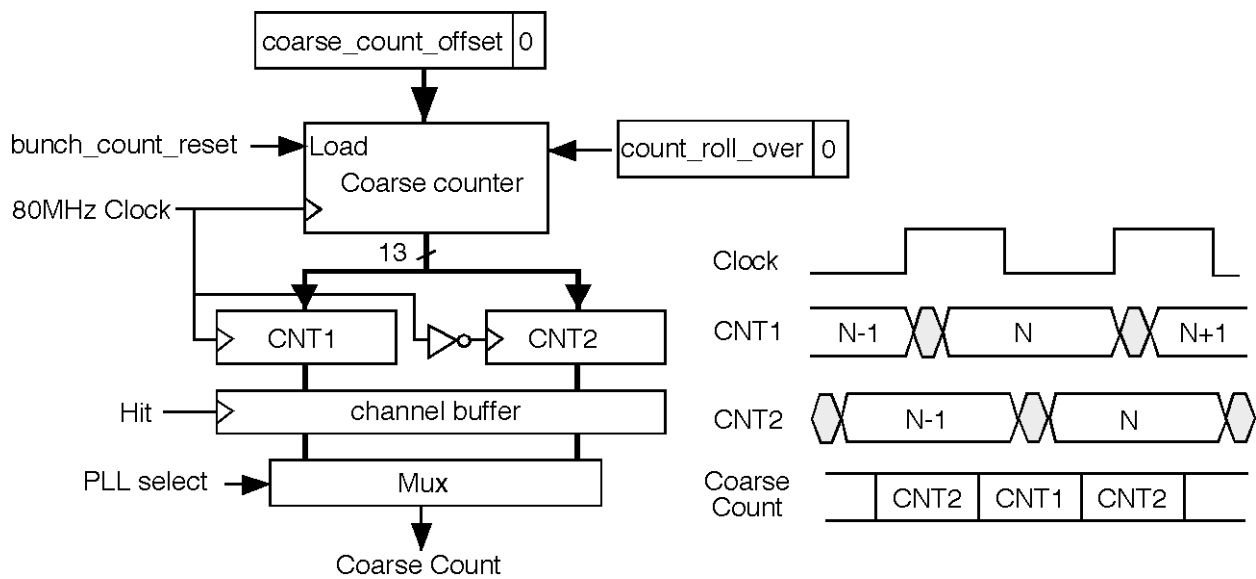 coarse_count_offset 0
bunch_count_reset
Load
Coarse counter
count_roll_over 0
80MHz Clock
13
CNT1
CNT2
Hit
channel buffer
PLL select
Mux
Coarse Count
Clock
CNT1
N-1
N
N+1
CNT2
N-1
N
Coarse
Count
CNT2
CNT1
CNT2